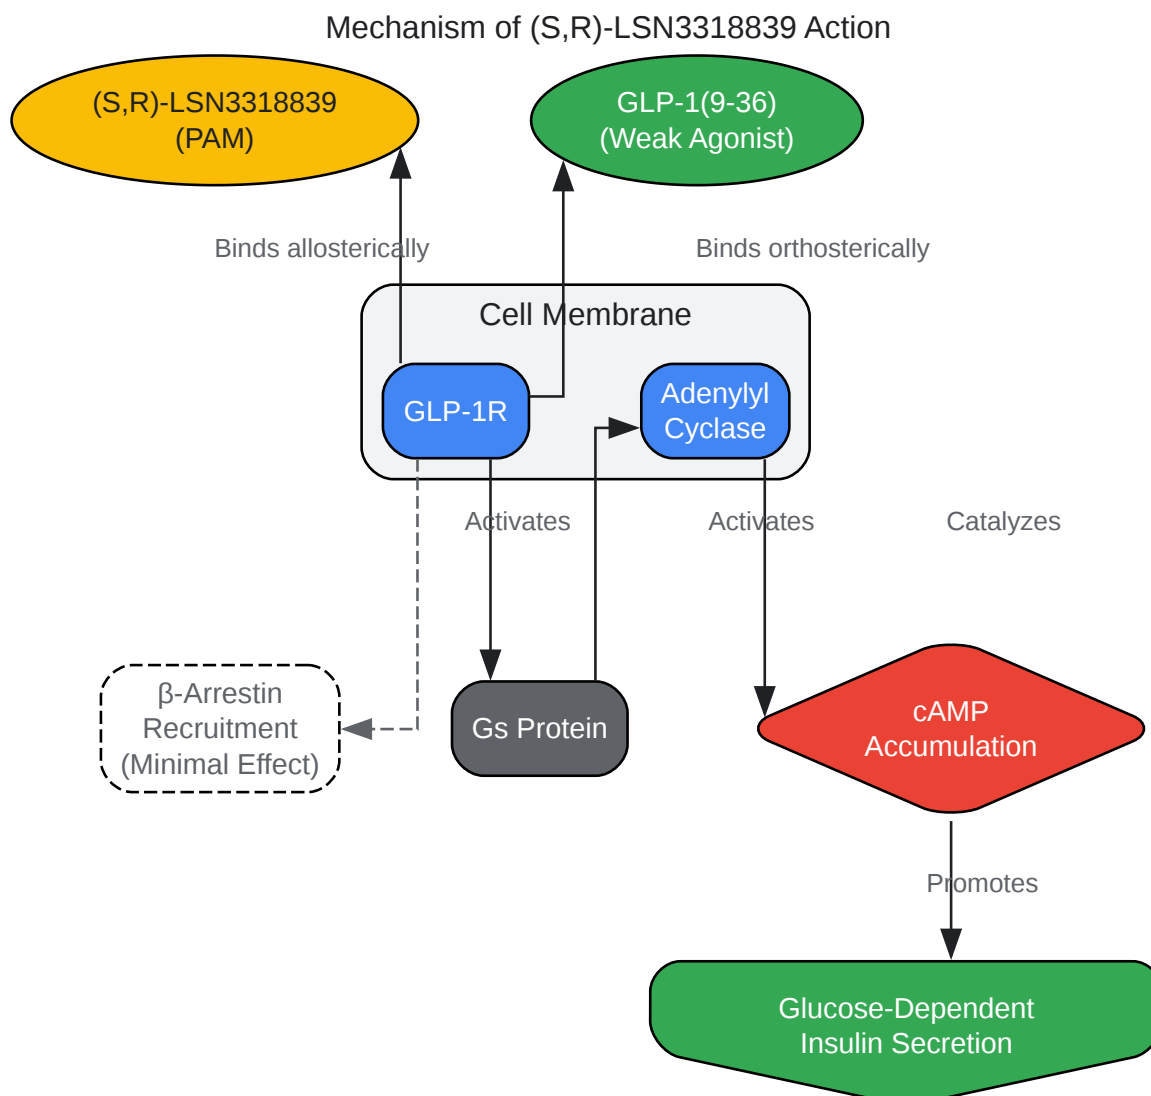 Mechanism of (S,R)-LSN3318839 Action
(S,R)-LSN3318839
(PAM)
GLP-1(9-36)
(Weak Agonist)
Binds allosterically
Binds orthosterically
Cell Membrane
GLP-1R
Adenylyl
Cyclase
Activates
Activates
Catalyzes
β-Arrestin
Recruitment
(Minimal Effect)
Gs Protein
cAMP
Accumulation
Promotes
Glucose-Dependent
Insulin Secretion